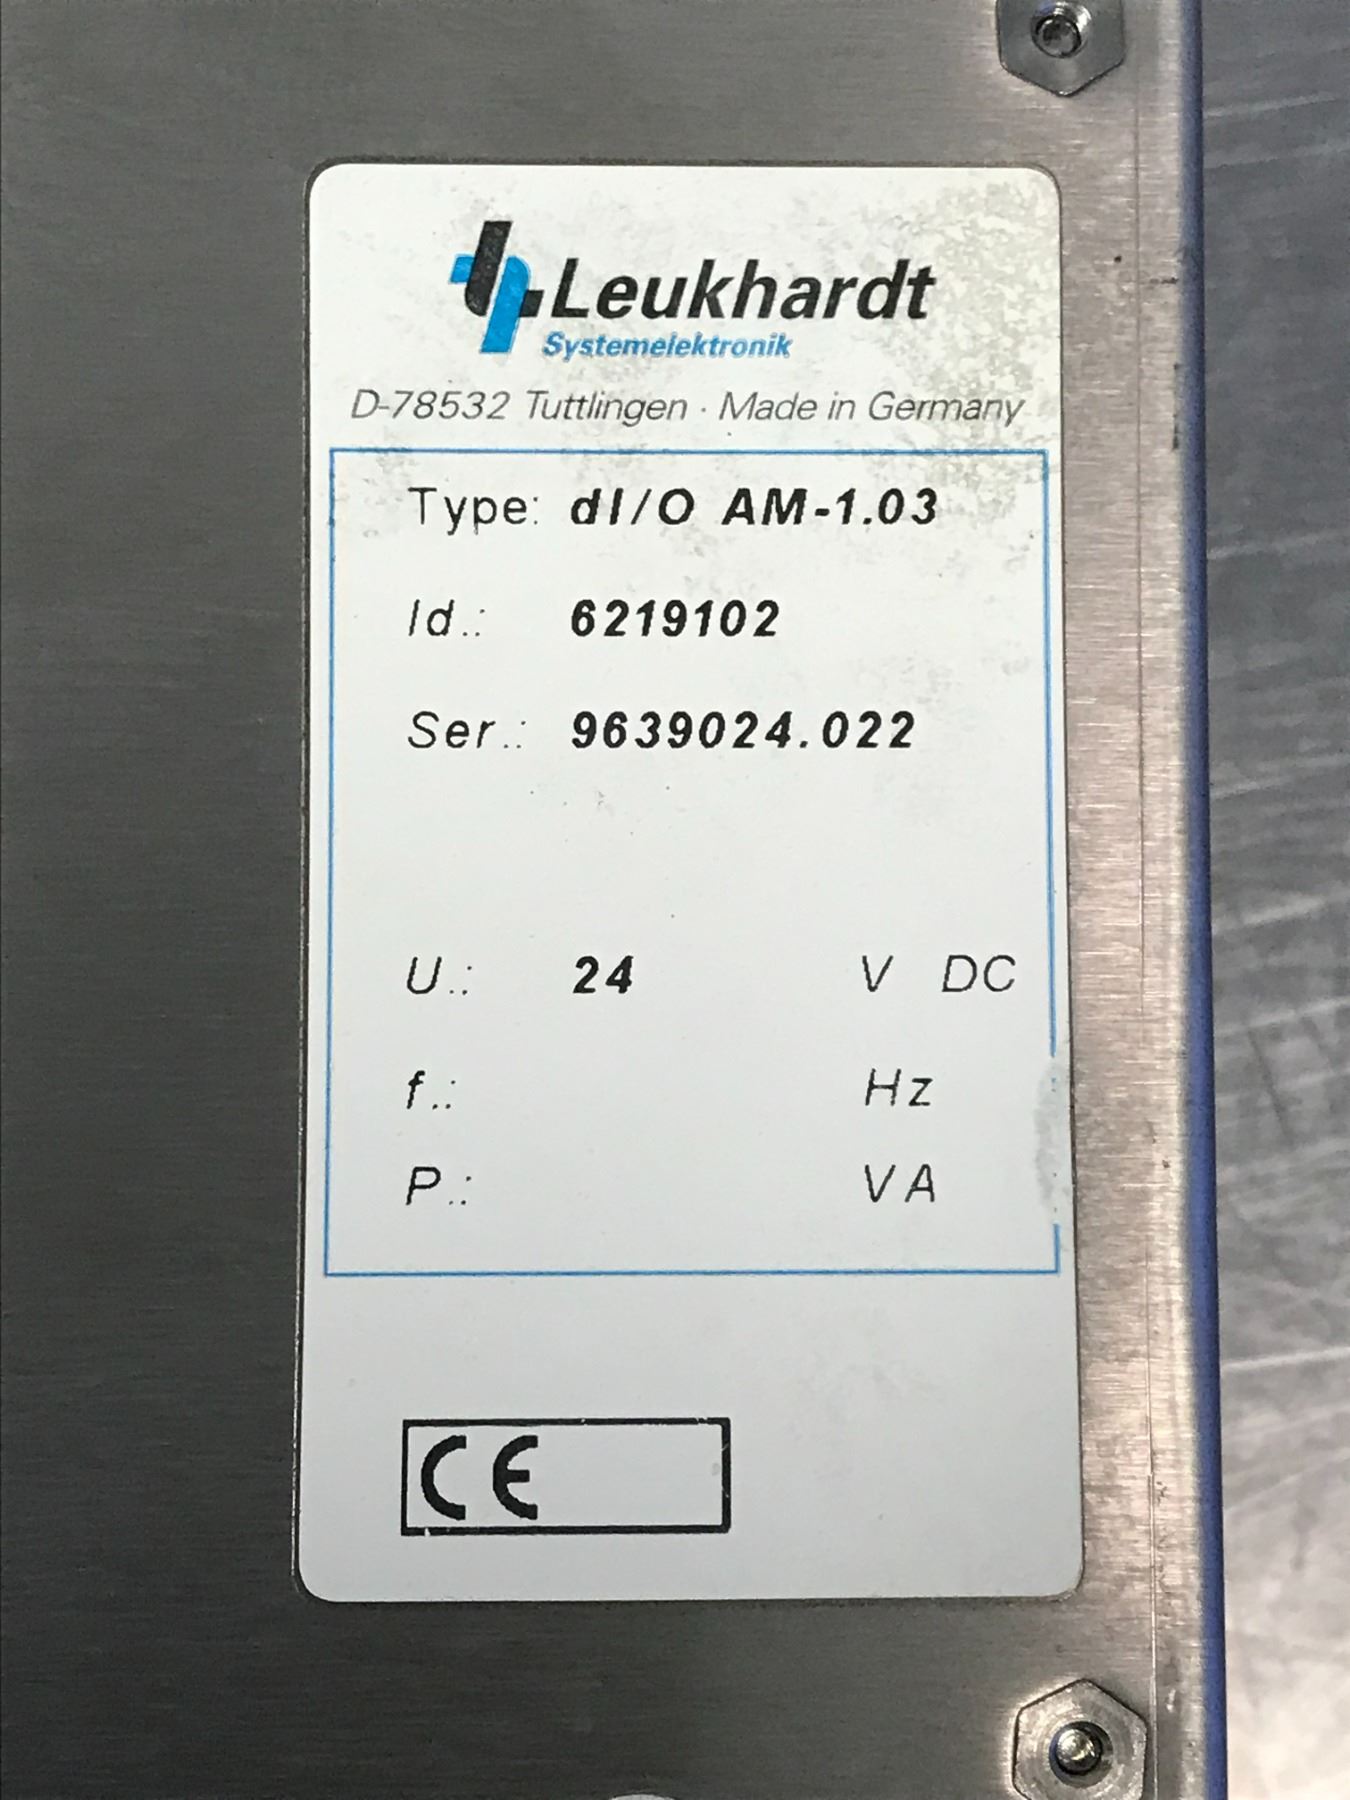 Leukhardt
Systemelektronik
D-78532 Tuttlingen · Made in Germany
Type: dI/O AM-1.03
Id.: 6219102
Ser.: 9639024.022
U.: 24 V DC
f.: Hz
P.: VA
CE